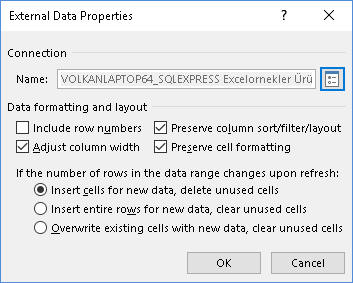 External Data Properties
Connection
Name: VOLKANLAPTOP64_SQLEXPRESS Excelornekler Ürü
Data formatting and layout
Include row numbers
Preserve column sort/filter/layout
Adjust column width
Preserve cell formatting
If the number of rows in the data range changes upon refresh:
Insert cells for new data, delete unused cells
Insert entire rows for new data, clear unused cells
Overwrite existing cells with new data, clear unused cells
OK
Cancel